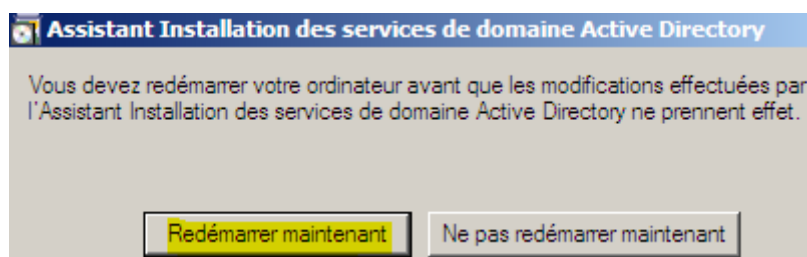 Assistant Installation des services de domaine Active Directory
Vous devez redémarrer votre ordinateur avant que les modifications effectuées par
l'Assistant Installation des services de domaine Active Directory ne prennent effet.
Redémarrer maintenant
Ne pas redémarrer maintenant